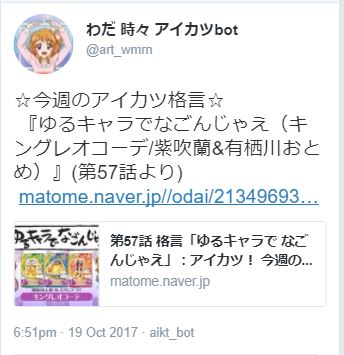 わだ 時々 アイカツbot
@art_wmrn
☆今週のアイカツ格言☆
『ゆるキャラでなごんじゃえ（キ
ングレオコーデ/紫吹蘭&有栖川おと
め）』(第57話より)
matome.naver.jp//odai/21349693…
ゆるキャラで
なごんじゃえ
キングレオコーデ
第57話 格言「ゆるキャラで なご
んじゃえ」 : アイカツ！ 今週の...
matome.naver.jp
6:51pm · 19 Oct 2017 · aikt_bot